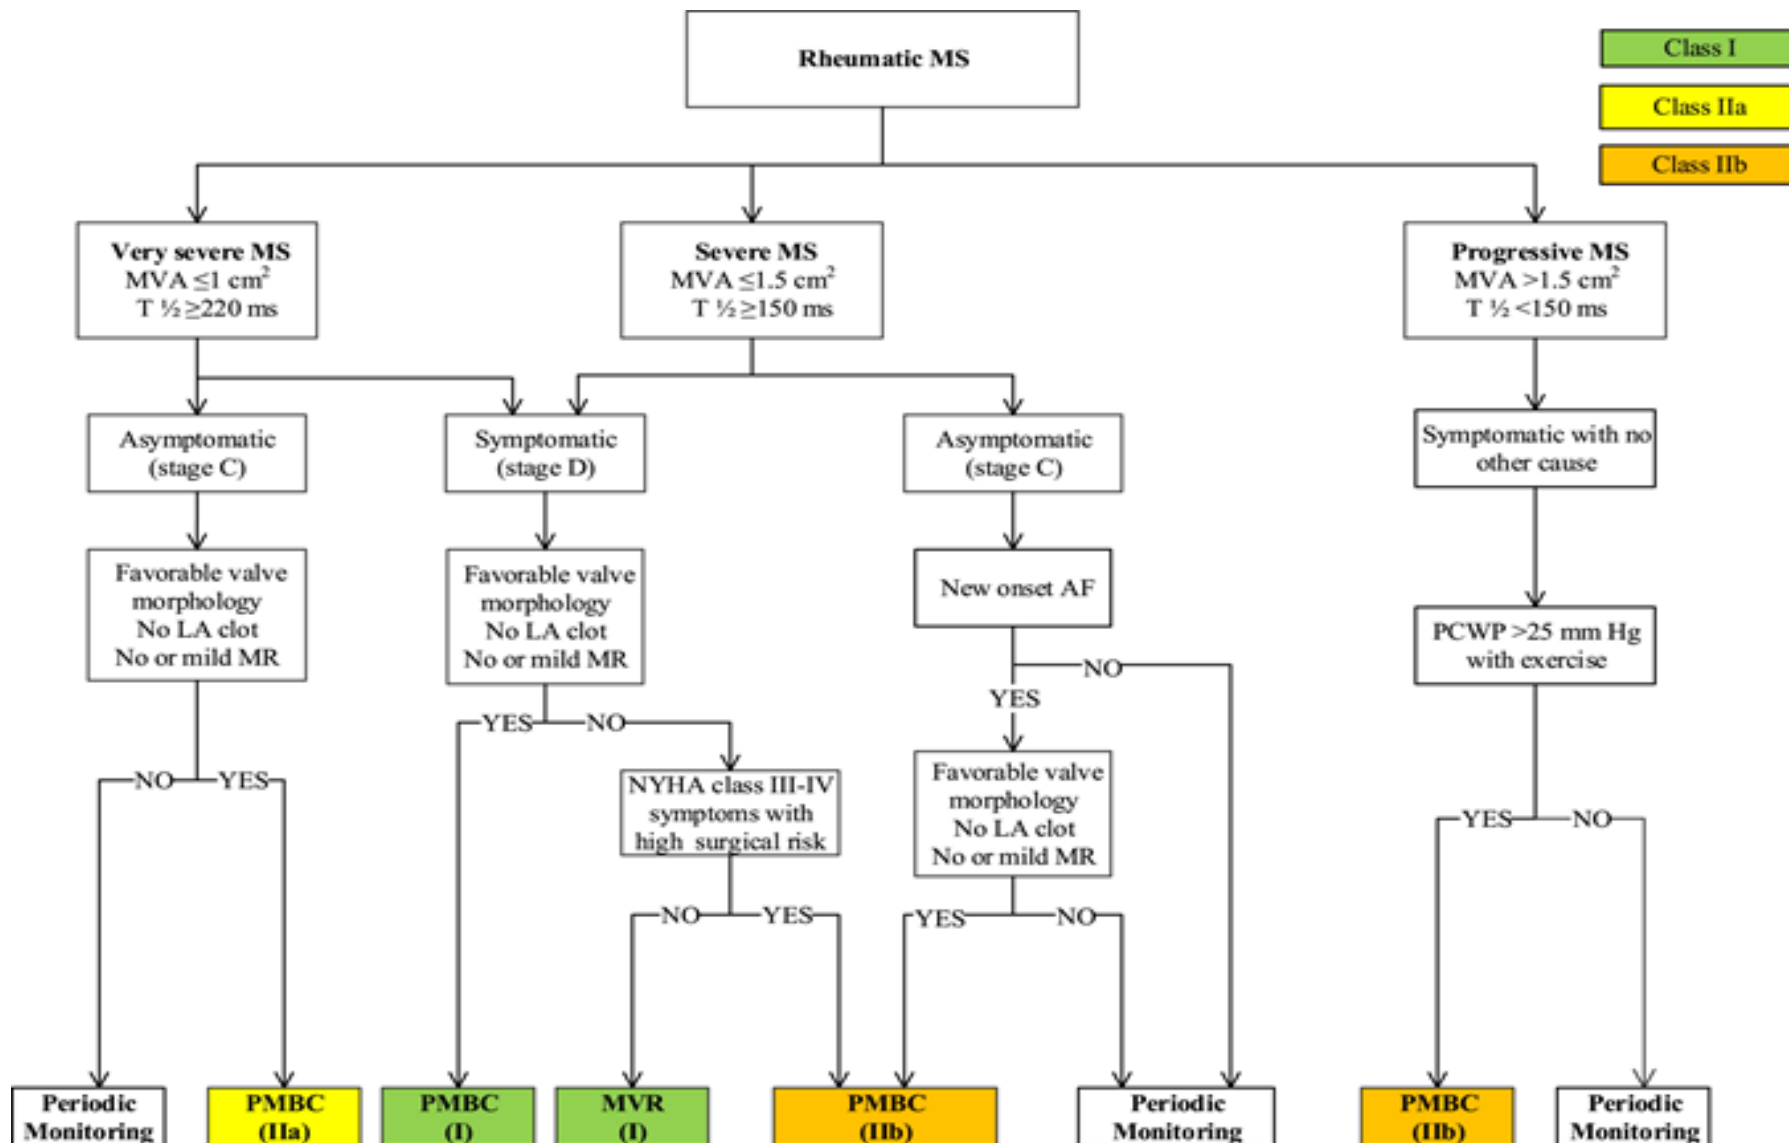 Rheumatic MS
Class I
Class IIa
Class IIb
Very severe MS
MVA ≤1 cm²
T ½ ≥220 ms
Severe MS
MVA ≤1.5 cm²
T ½ ≥150 ms
Progressive MS
MVA >1.5 cm²
T ½ <150 ms
Asymptomatic
(stage C)
Symptomatic
(stage D)
Asymptomatic
(stage C)
Symptomatic with no
other cause
Favorable valve
morphology
No LA clot
No or mild MR
Favorable valve
morphology
No LA clot
No or mild MR
New onset AF
PCWP >25 mm Hg
with exercise
NO
YES
YES
NO
YES
NO
NYHA class III-IV
symptoms with
high surgical risk
Favorable valve
morphology
No LA clot
No or mild MR
YES
NO
NO
YES
YES
NO
Periodic
Monitoring
PMBC
(IIa)
PMBC
(I)
MVR
(I)
PMBC
(IIb)
Periodic
Monitoring
PMBC
(IIb)
Periodic
Monitoring